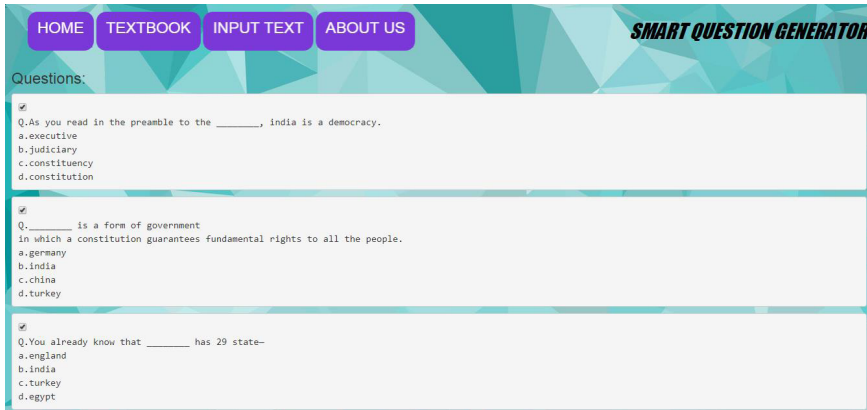 HOME TEXTBOOK INPUT TEXT ABOUT US SMART QUESTION GENERATOR
Questions:
Q.As you read in the preamble to the ________, india is a democracy.
a.executive
b.judiciary
c.constituency
d.constitution
Q.________ is a form of government
in which a constitution guarantees fundamental rights to all the people.
a.germany
b.india
c.china
d.turkey
Q.You already know that ________ has 29 state—
a.england
b.india
c.turkey
d.egypt